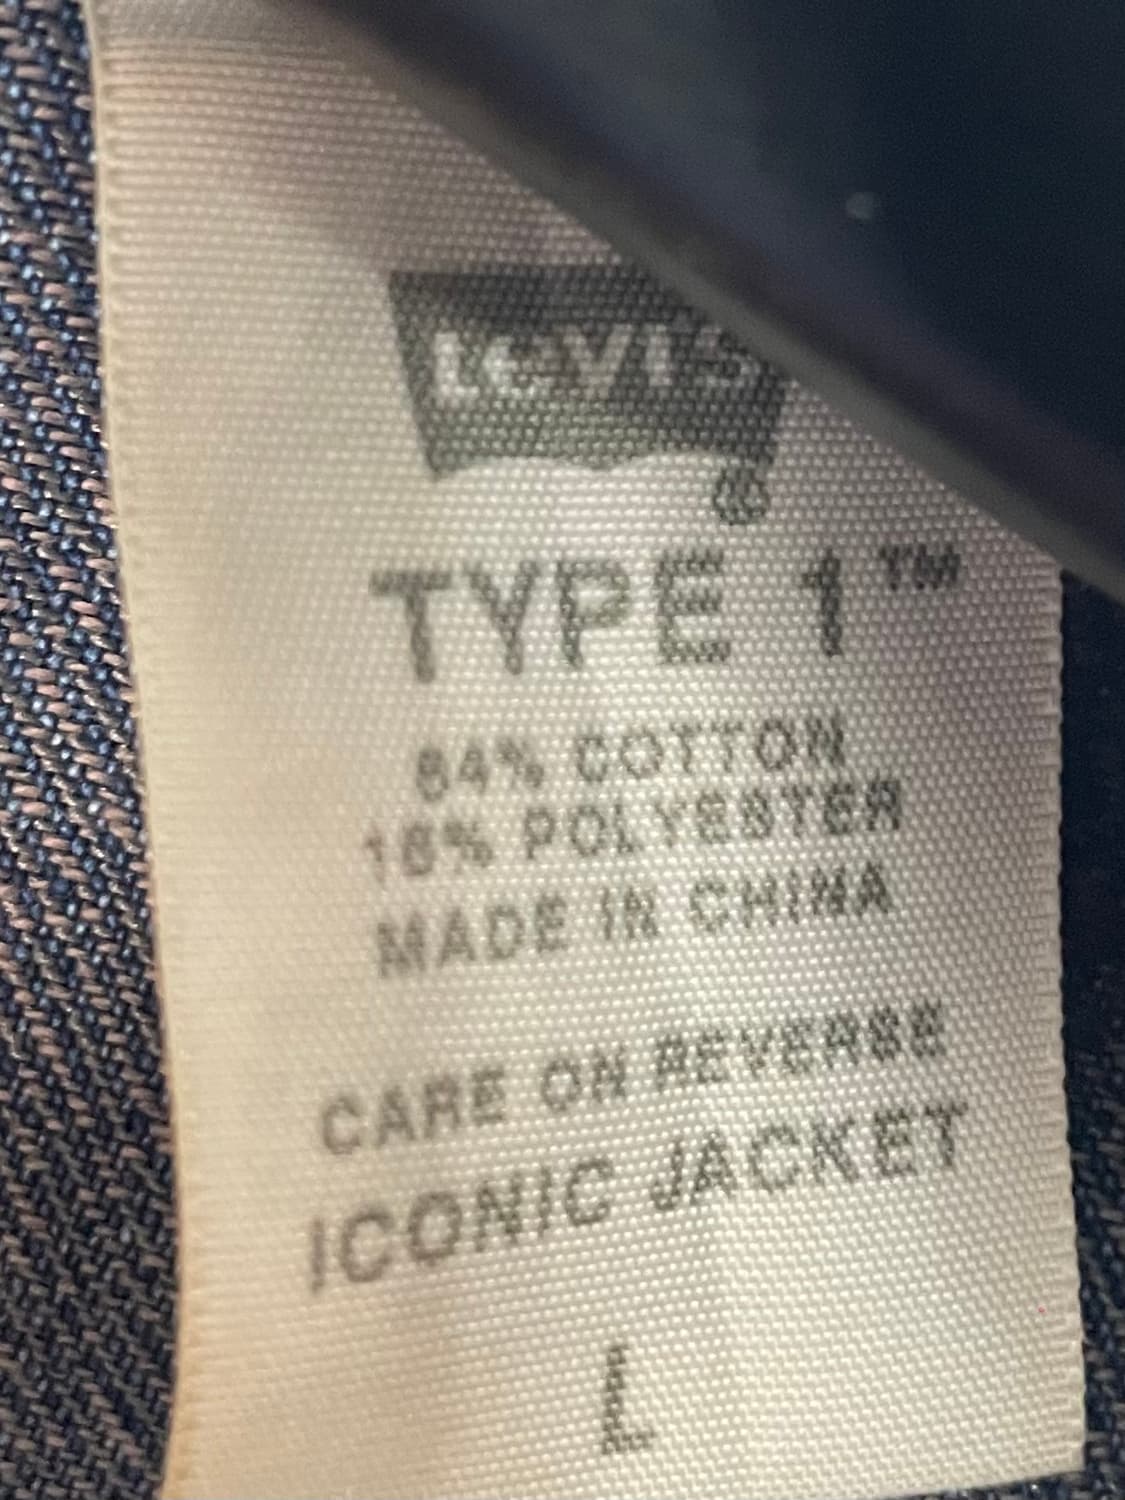 Levi's
®
TYPE 1™
84% COTTON
16% POLYESTER
MADE IN CHINA
CARE ON REVERSE
ICONIC JACKET
L